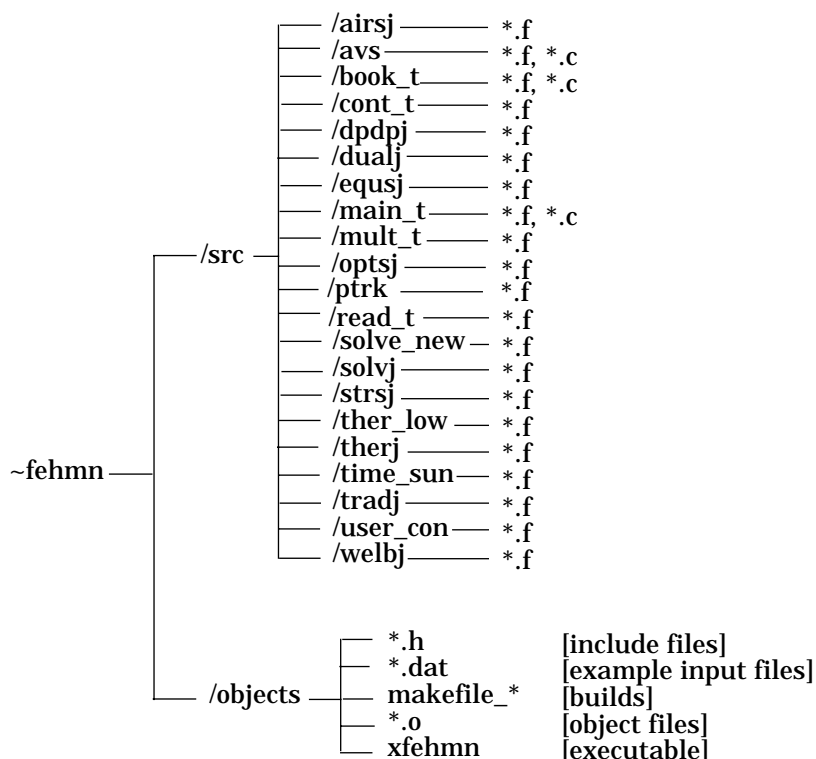 /airsj *.f
/avs *.f, *.c
/book_t *.f, *.c
/cont_t *.f
/dpdpj *.f
/dualj *.f
/equsj *.f
/main_t *.f, *.c
/mult_t *.f
/src
/optsj *.f
/ptrk *.f
/read_t *.f
/solve_new *.f
/solvj *.f
/strsj *.f
/ther_low *.f
/therj *.f
~fehmn
/time_sun *.f
/tradj *.f
/user_con *.f
/welbj *.f
*.h [include files]
*.dat [example input files]
/objects
makefile_* [builds]
*.o [object files]
xfehmn [executable]